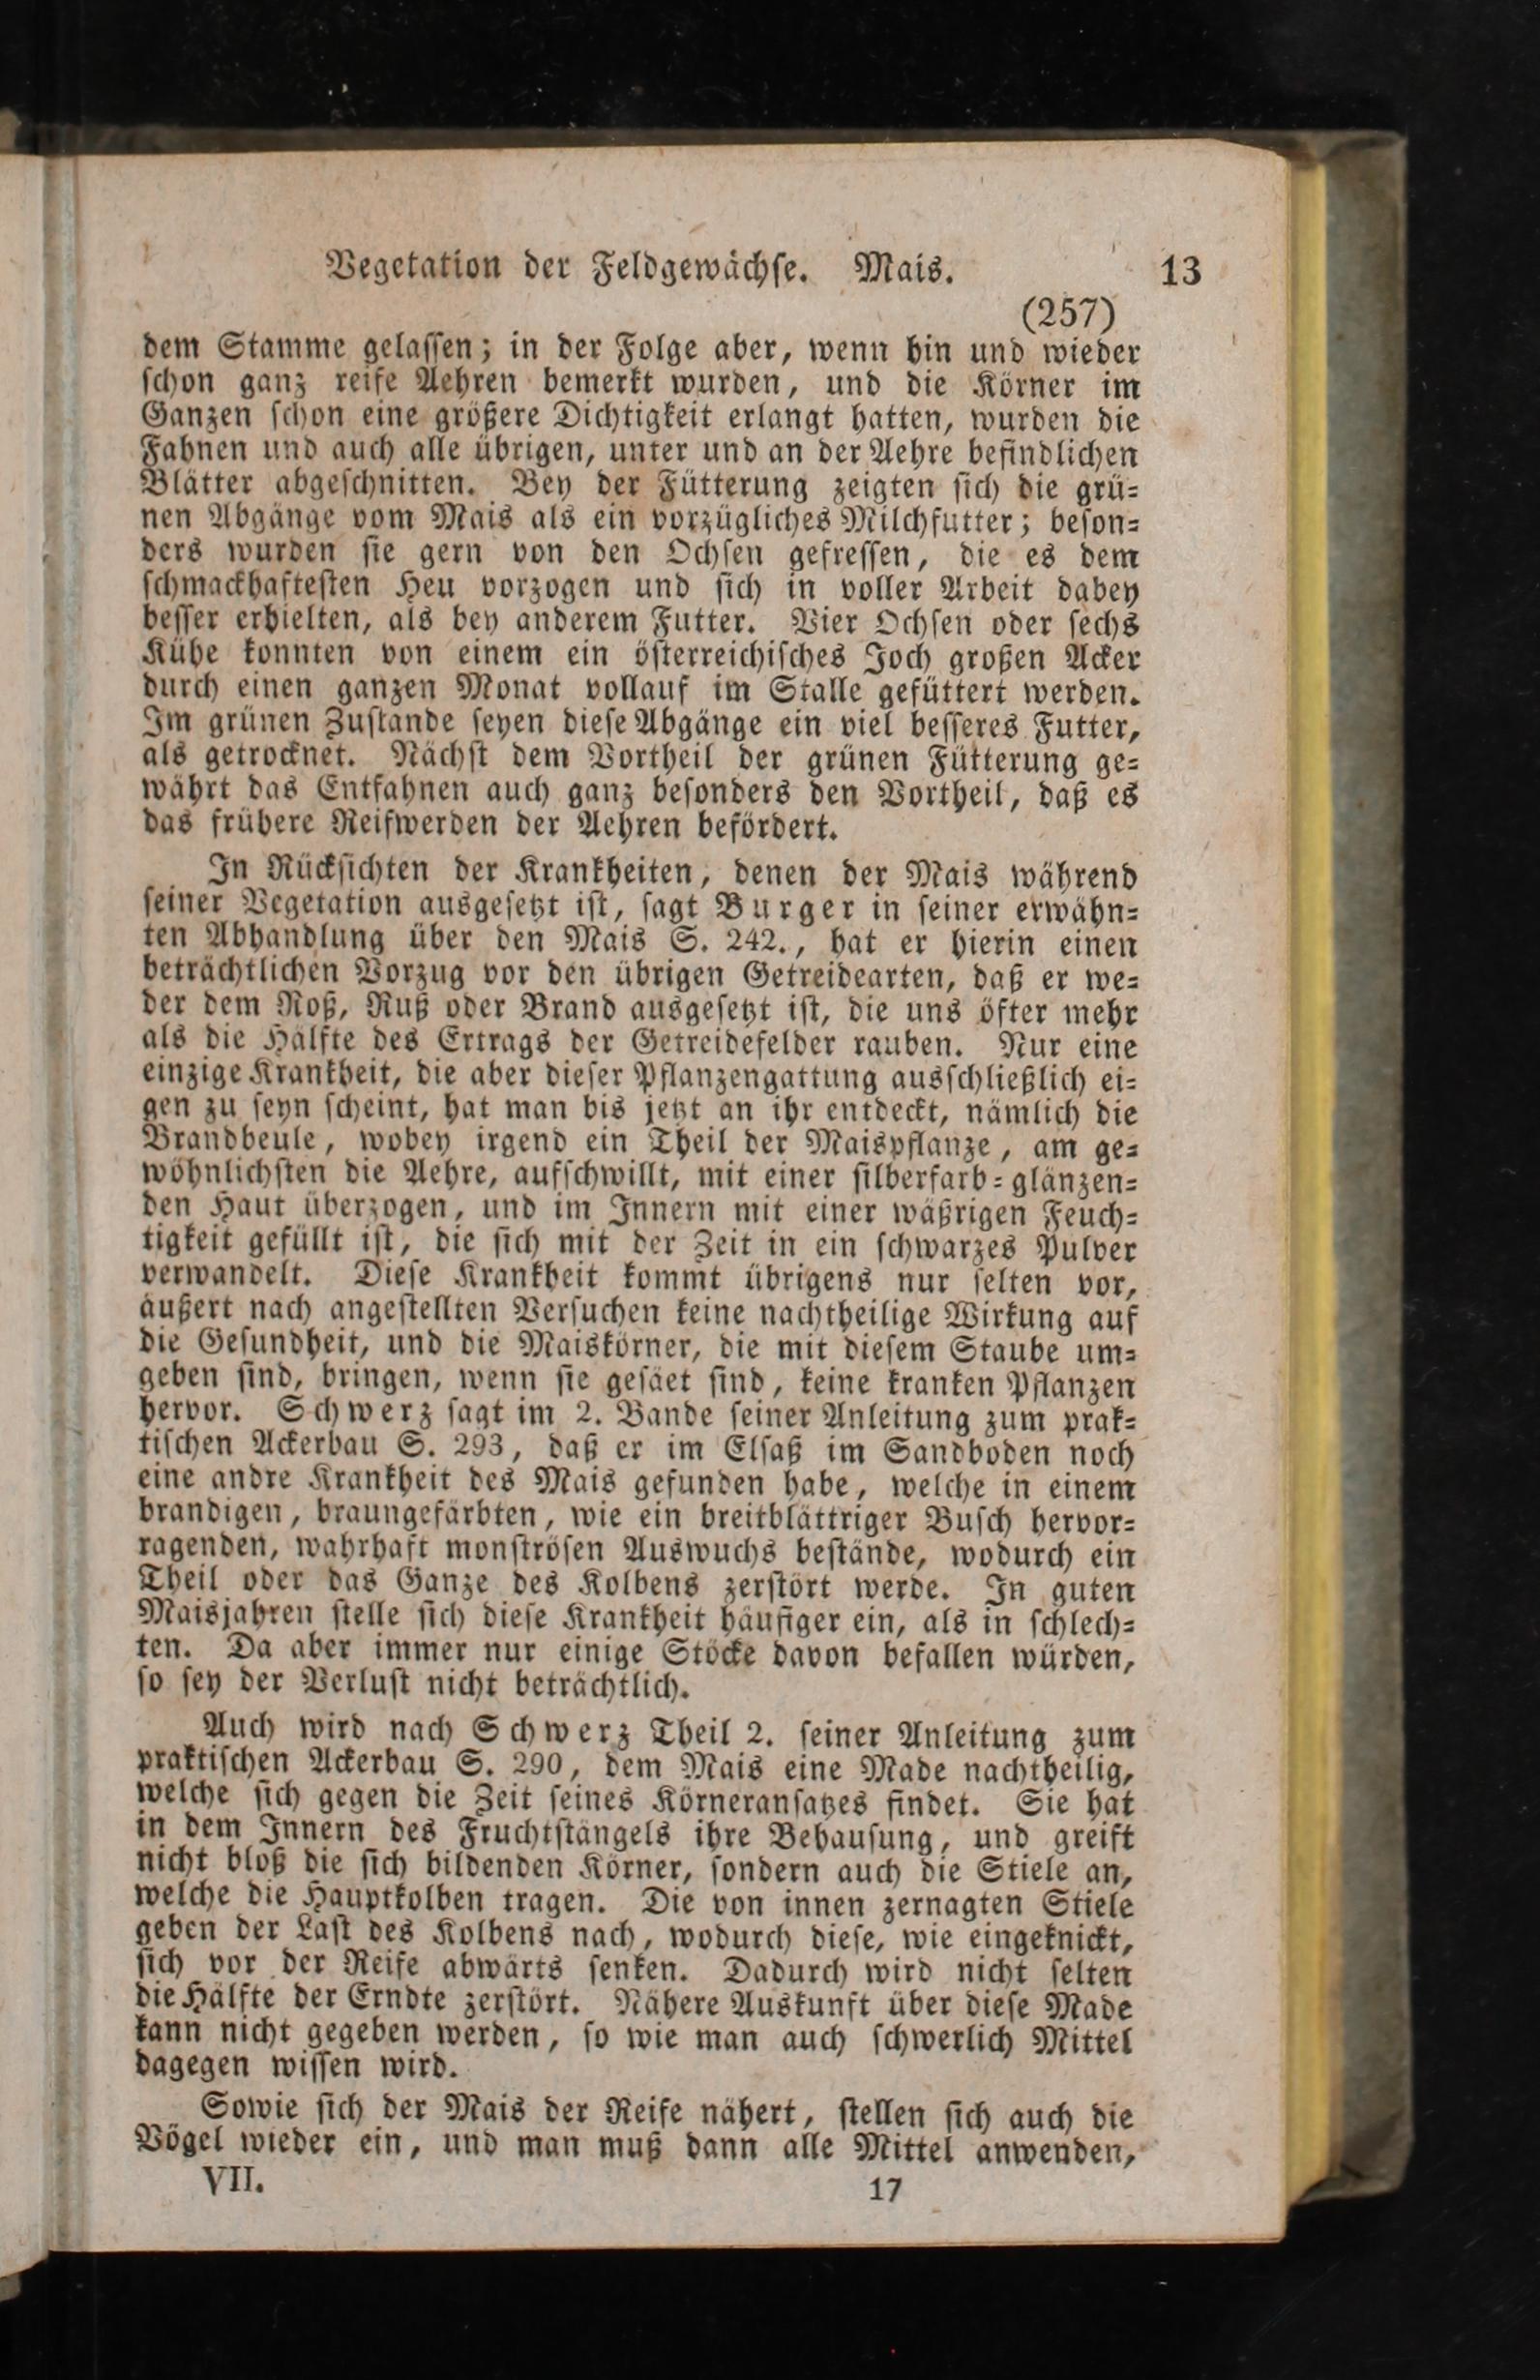 Vegetation der Feldgewächſe. Mais. 13
(257)
dem Stamme gelaſſen; in der Folge aber, wenn hin und wieder
ſchon ganz reife Aehren bemerkt wurden, und die Körner im
Ganzen ſchon eine größere Dichtigkeit erlangt hatten, wurden die
Fahnen und auch alle übrigen, unter und an der Aehre befindlichen
Blätter abgeſchnitten. Bey der Fütterung zeigten ſich die grü=
nen Abgänge vom Mais als ein vorzügliches Milchfutter; beſon=
ders wurden ſie gern von den Ochſen gefreſſen, die es dem
ſchmackhafteſten Heu vorzogen und ſich in voller Arbeit dabey
beſſer erhielten, als bey anderem Futter. Vier Ochſen oder ſechs
Kühe konnten von einem ein öſterreichiſches Joch großen Acker
durch einen ganzen Monat vollauf im Stalle gefüttert werden.
Im grünen Zuſtande ſeyen dieſe Abgänge ein viel beſſeres Futter,
als getrocknet. Nächſt dem Vortheil der grünen Fütterung ge=
währt das Entfahnen auch ganz beſonders den Vortheil, daß es
das frühere Reifwerden der Aehren befördert.
In Rückſichten der Krankheiten, denen der Mais während
ſeiner Vegetation ausgeſetzt iſt, ſagt Burger in ſeiner erwähn=
ten Abhandlung über den Mais S. 242., hat er hierin einen
beträchtlichen Vorzug vor den übrigen Getreidearten, daß er we=
der dem Roß, Ruß oder Brand ausgeſetzt iſt, die uns öfter mehr
als die Hälfte des Ertrags der Getreidefelder rauben. Nur eine
einzige Krankheit, die aber dieſer Pflanzengattung ausſchließlich ei=
gen zu ſeyn ſcheint, hat man bis jetzt an ihr entdeckt, nämlich die
Brandbeule, wobey irgend ein Theil der Maispflanze, am ge=
wöhnlichſten die Aehre, aufſchwillt, mit einer ſilberfarb=glänzen=
den Haut überzogen, und im Innern mit einer wäßrigen Feuch=
tigkeit gefüllt iſt, die ſich mit der Zeit in ein ſchwarzes Pulver
verwandelt. Dieſe Krankheit kommt übrigens nur ſelten vor,
äußert nach angeſtellten Verſuchen keine nachtheilige Wirkung auf
die Geſundheit, und die Maiskörner, die mit dieſem Staube um=
geben ſind, bringen, wenn ſie geſäet ſind, keine kranken Pflanzen
hervor. Schwerz ſagt im 2. Bande ſeiner Anleitung zum prak=
tiſchen Ackerbau S. 293, daß er im Elſaß im Sandboden noch
eine andre Krankheit des Mais gefunden habe, welche in einem
brandigen, braungefärbten, wie ein breitblättriger Buſch hervor=
ragenden, wahrhaft monſtröſen Auswuchs beſtände, wodurch ein
Theil oder das Ganze des Kolbens zerſtört werde. In guten
Maisjahren ſtelle ſich dieſe Krankheit häufiger ein, als in ſchlech=
ten. Da aber immer nur einige Stöcke davon befallen würden,
ſo ſey der Verluſt nicht beträchtlich.
Auch wird nach Schwerz Theil 2. ſeiner Anleitung zum
praktiſchen Ackerbau S. 290, dem Mais eine Made nachtheilig,
welche ſich gegen die Zeit ſeines Körneranſatzes findet. Sie hat
in dem Innern des Fruchtſtängels ihre Behauſung, und greift
nicht bloß die ſich bildenden Körner, ſondern auch die Stiele an,
welche die Hauptkolben tragen. Die von innen zernagten Stiele
geben der Laſt des Kolbens nach, wodurch dieſe, wie eingeknickt,
ſich vor der Reife abwärts ſenken. Dadurch wird nicht ſelten
die Hälfte der Erndte zerſtört. Nähere Auskunft über dieſe Made
kann nicht gegeben werden, ſo wie man auch ſchwerlich Mittel
dagegen wiſſen wird.
Sowie ſich der Mais der Reife nähert, ſtellen ſich auch die
Vögel wieder ein, und man muß dann alle Mittel anwenden,
VII. 17